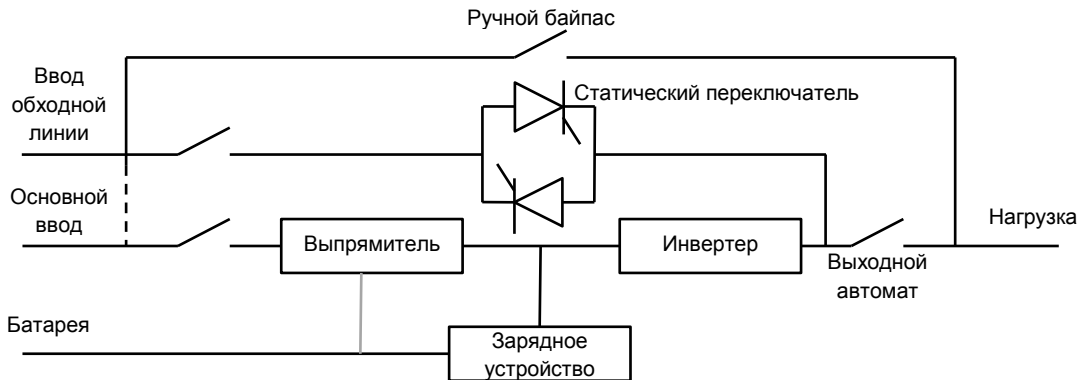 Ручной байпас
Ввод
обходной
линии
Статический переключатель
Основной
ввод
Выпрямитель
Инвертер
Нагрузка
Выходной
автомат
Батарея
Зарядное
устройство